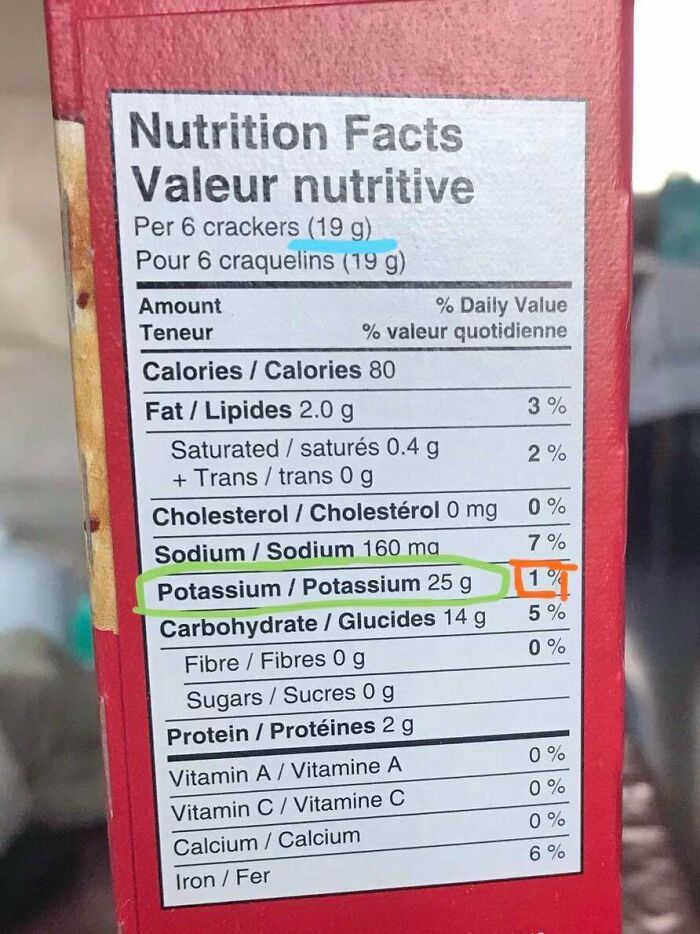 Nutrition Facts
Valeur nutritive
Per 6 crackers (19 g)
Pour 6 craquelins (19 g)
Amount % Daily Value
Teneur % valeur quotidienne
Calories / Calories 80
Fat / Lipides 2.0 g 3 %
Saturated / saturés 0.4 g 2 %
+ Trans / trans 0 g
Cholesterol / Cholestérol 0 mg 0 %
Sodium / Sodium 160 mg 7 %
Potassium / Potassium 25 g 1 %
Carbohydrate / Glucides 14 g 5 %
Fibre / Fibres 0 g 0 %
Sugars / Sucres 0 g
Protein / Protéines 2 g
Vitamin A / Vitamine A 0 %
Vitamin C / Vitamine C 0 %
Calcium / Calcium 0 %
Iron / Fer 6 %